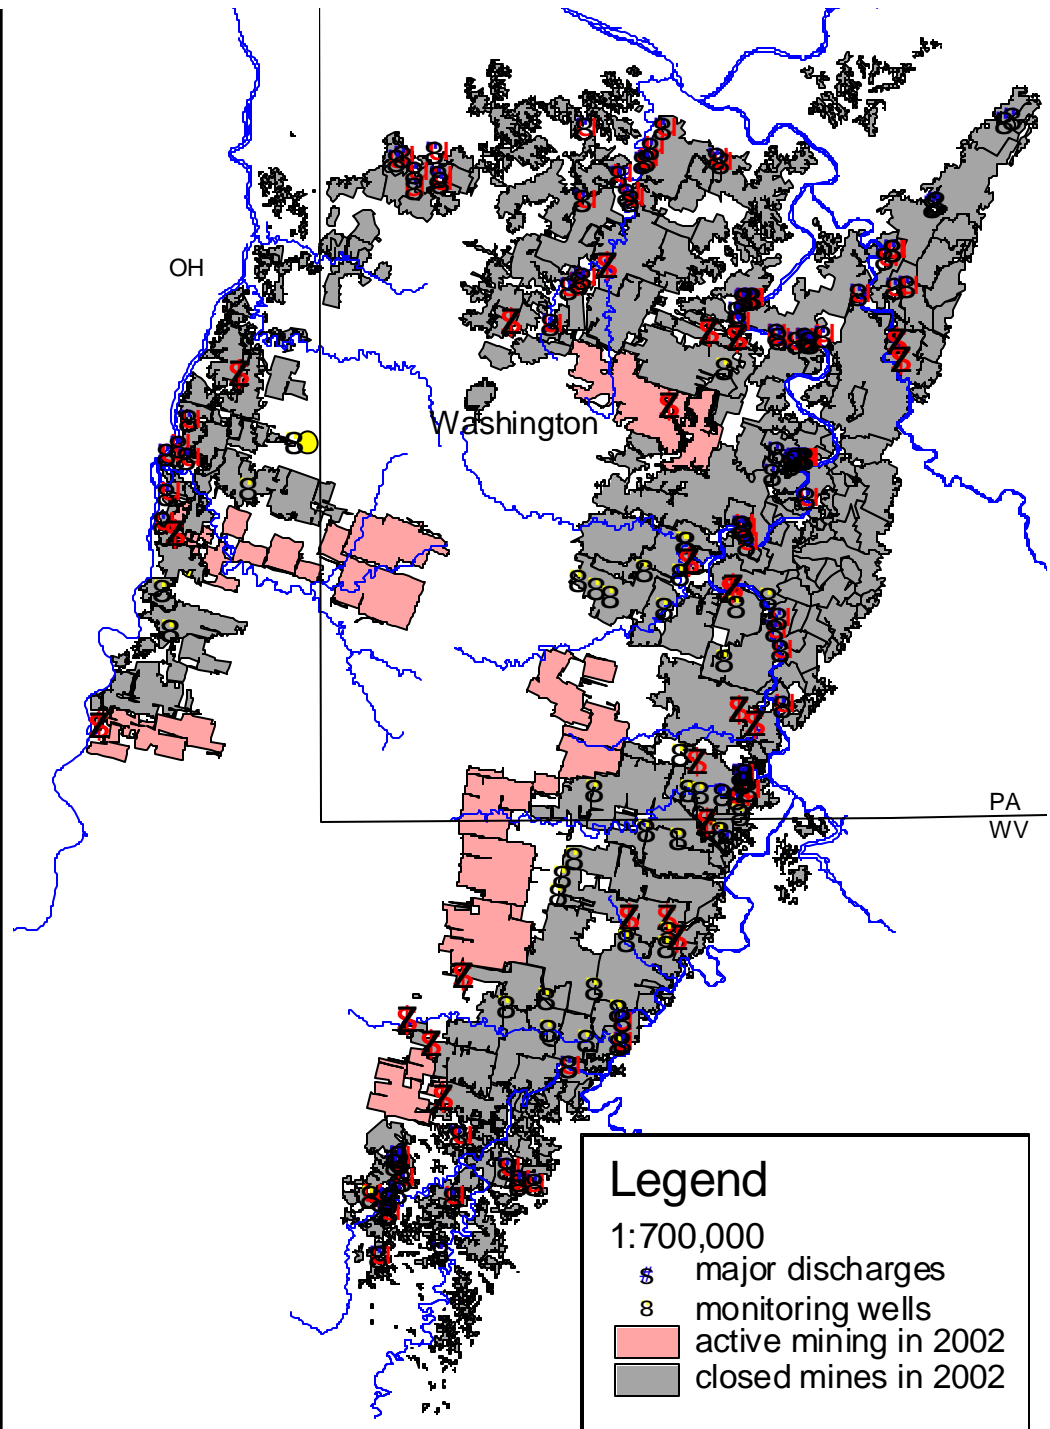 OH
Washington
PA
WV
Legend
1:700,000
major discharges
8 monitoring wells
active mining in 2002
closed mines in 2002